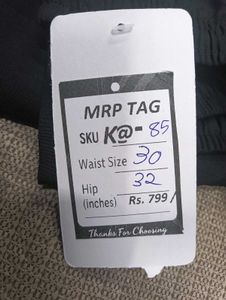 MRP TAG
SKU K@-85
Waist Size 30
Hip 32
(inches) Rs. 799/
Thanks For Choosing